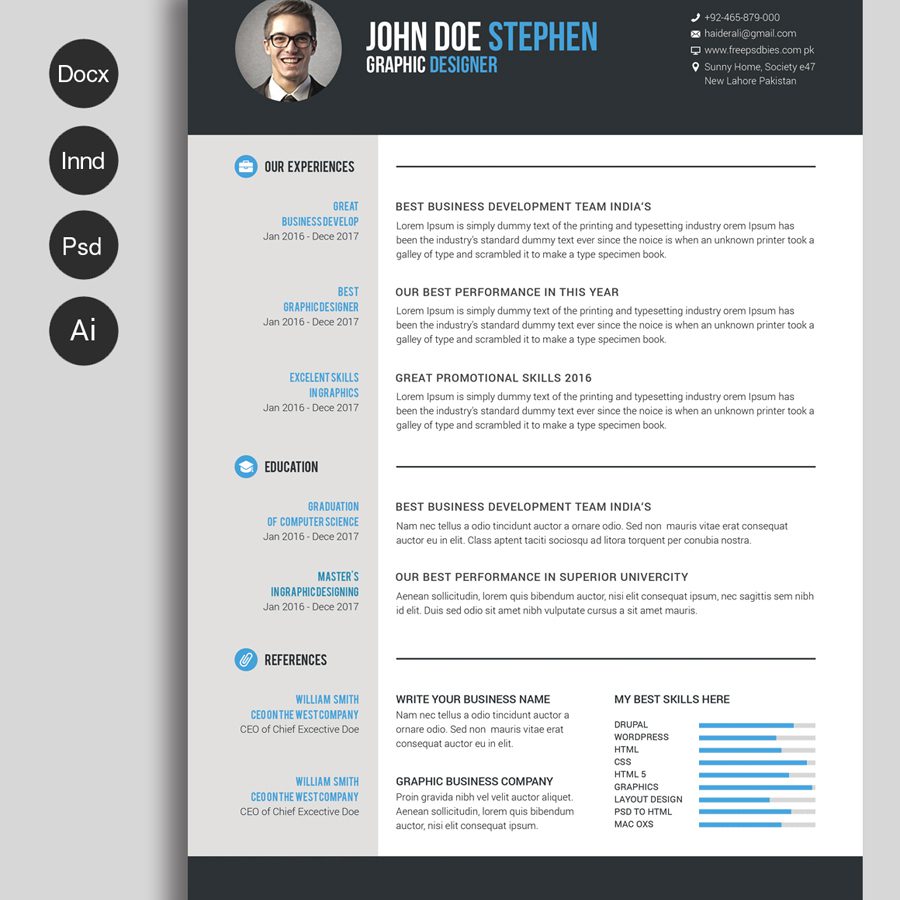 Docx
Innd
Psd
Ai
JOHN DOE STEPHEN
GRAPHIC DESIGNER
+92-465-879-000
haiderali@gmail.com
www.freepsdbies.com.pk
Sunny Home, Society e47
New Lahore Pakistan
OUR EXPERIENCES
GREAT
BUSINESS DEVELOP
Jan 2016 - Dece 2017
BEST BUSINESS DEVELOPMENT TEAM INDIA'S
Lorem Ipsum is simply dummy text of the printing and typesetting industry orem Ipsum has
been the industry's standard dummy text ever since the noice is when an unknown printer took a
galley of type and scrambled it to make a type specimen book.
BEST
GRAPHIC DESIGNER
Jan 2016 - Dece 2017
OUR BEST PERFORMANCE IN THIS YEAR
Lorem Ipsum is simply dummy text of the printing and typesetting industry orem Ipsum has
been the industry's standard dummy text ever since the noice is when an unknown printer took a
galley of type and scrambled it to make a type specimen book.
EXCELENT SKILLS
IN GRAPHICS
Jan 2016 - Dece 2017
GREAT PROMOTIONAL SKILLS 2016
Lorem Ipsum is simply dummy text of the printing and typesetting industry orem Ipsum has
been the industry's standard dummy text ever since the noice is when an unknown printer took a
galley of type and scrambled it to make a type specimen book.
EDUCATION
GRADUATION
OF COMPUTER SCIENCE
Jan 2016 - Dece 2017
BEST BUSINESS DEVELOPMENT TEAM INDIA'S
Nam nec tellus a odio tincidunt auctor a ornare odio. Sed non mauris vitae erat consequat
auctor eu in elit. Class aptent taciti sociosqu ad litora torquent per conubia nostra.
MASTER'S
IN GRAPHIC DESIGNING
Jan 2016 - Dece 2017
OUR BEST PERFORMANCE IN SUPERIOR UNIVERCITY
Aenean sollicitudin, lorem quis bibendum auctor, nisi elit consequat ipsum, nec sagittis sem nibh
id elit. Duis sed odio sit amet nibh vulputate cursus a sit amet mauris.
REFERENCES
WILLIAM SMITH
CEO ON THE WEST COMPANY
CEO of Chief Excective Doe
WRITE YOUR BUSINESS NAME
Nam nec tellus a odio tincidunt auctor a
ornare odio. Sed non mauris vitae erat
consequat auctor eu in elit.
WILLIAM SMITH
CEO ON THE WEST COMPANY
CEO of Chief Excective Doe
GRAPHIC BUSINESS COMPANY
Proin gravida nibh vel velit auctor aliquet.
Aenean sollicitudin, lorem quis bibendum
auctor, nisi elit consequat ipsum.
MY BEST SKILLS HERE
DRUPAL
WORDPRESS
HTML
CSS
HTML 5
GRAPHICS
LAYOUT DESIGN
PSD TO HTML
MAC OXS